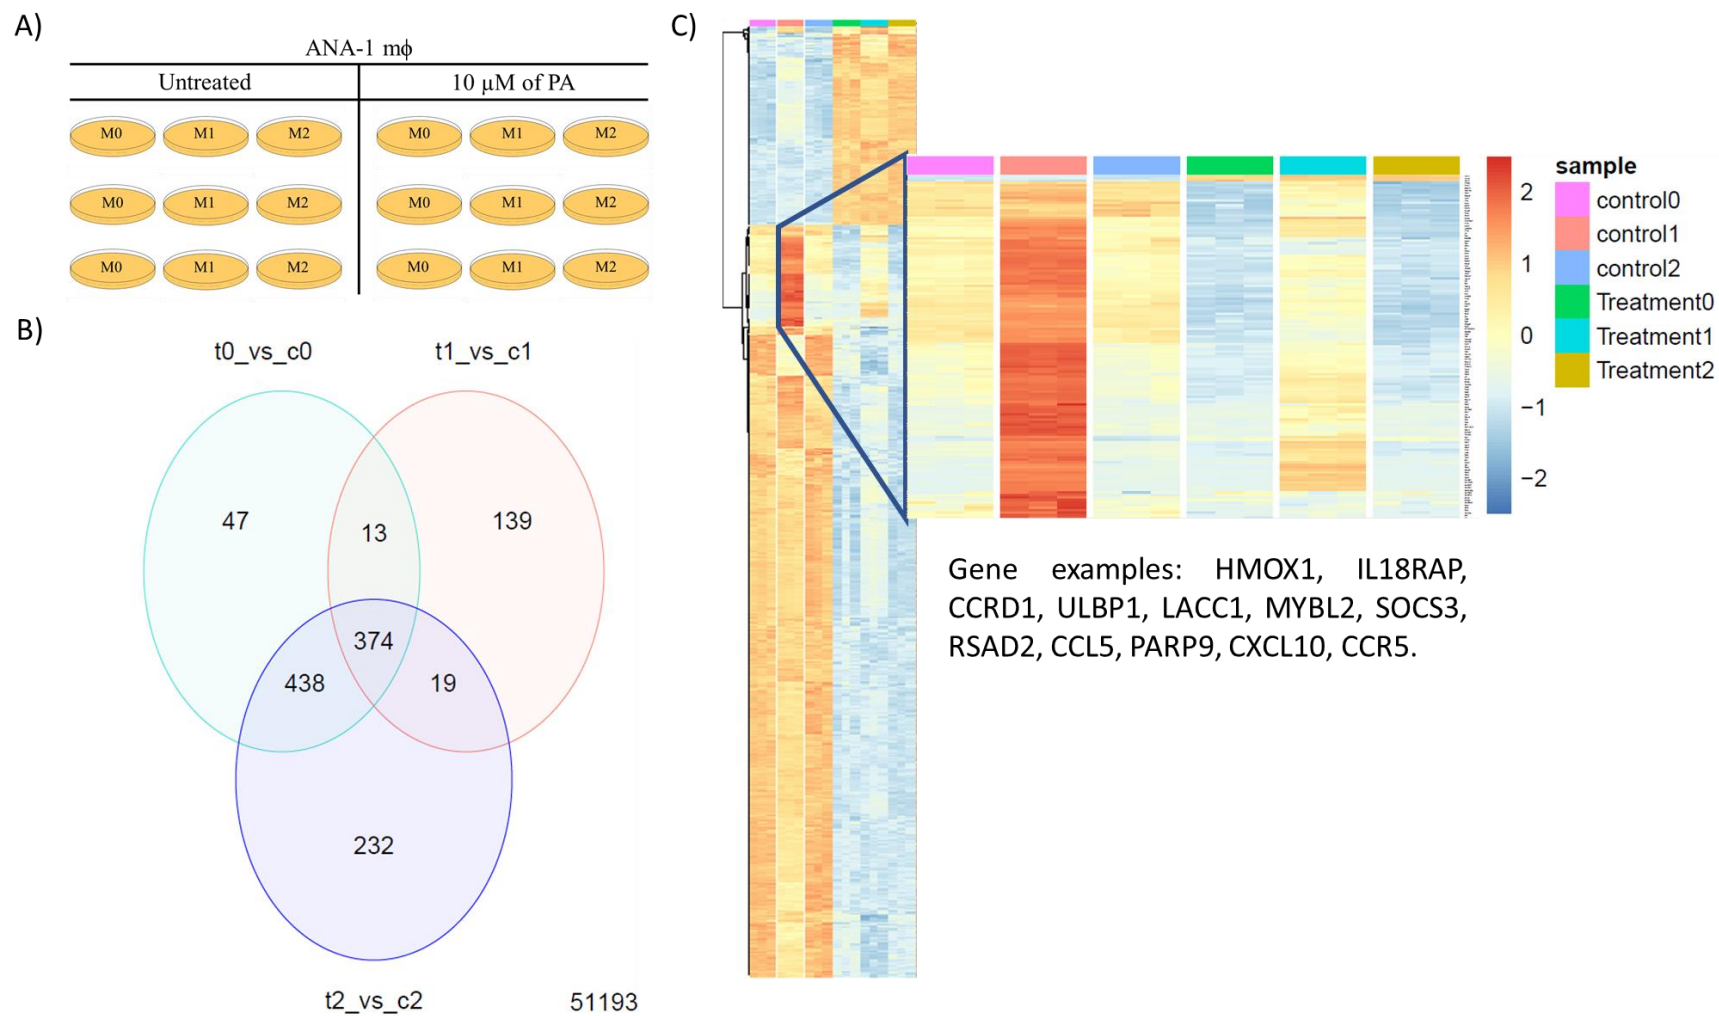 A)
ANA-1 mϕ
Untreated
10 µM of PA
M0 M1 M2 M0 M1 M2
M0 M1 M2 M0 M1 M2
M0 M1 M2 M0 M1 M2
B)
t0_vs_c0
t1_vs_c1
47
13
139
374
438
19
232
t2_vs_c2
51193
C)
2
1
0
−1
−2
sample
control0
control1
control2
Treatment0
Treatment1
Treatment2
Gene examples: HMOX1, IL18RAP,
CCRD1, ULBP1, LACC1, MYBL2, SOCS3,
RSAD2, CCL5, PARP9, CXCL10, CCR5.